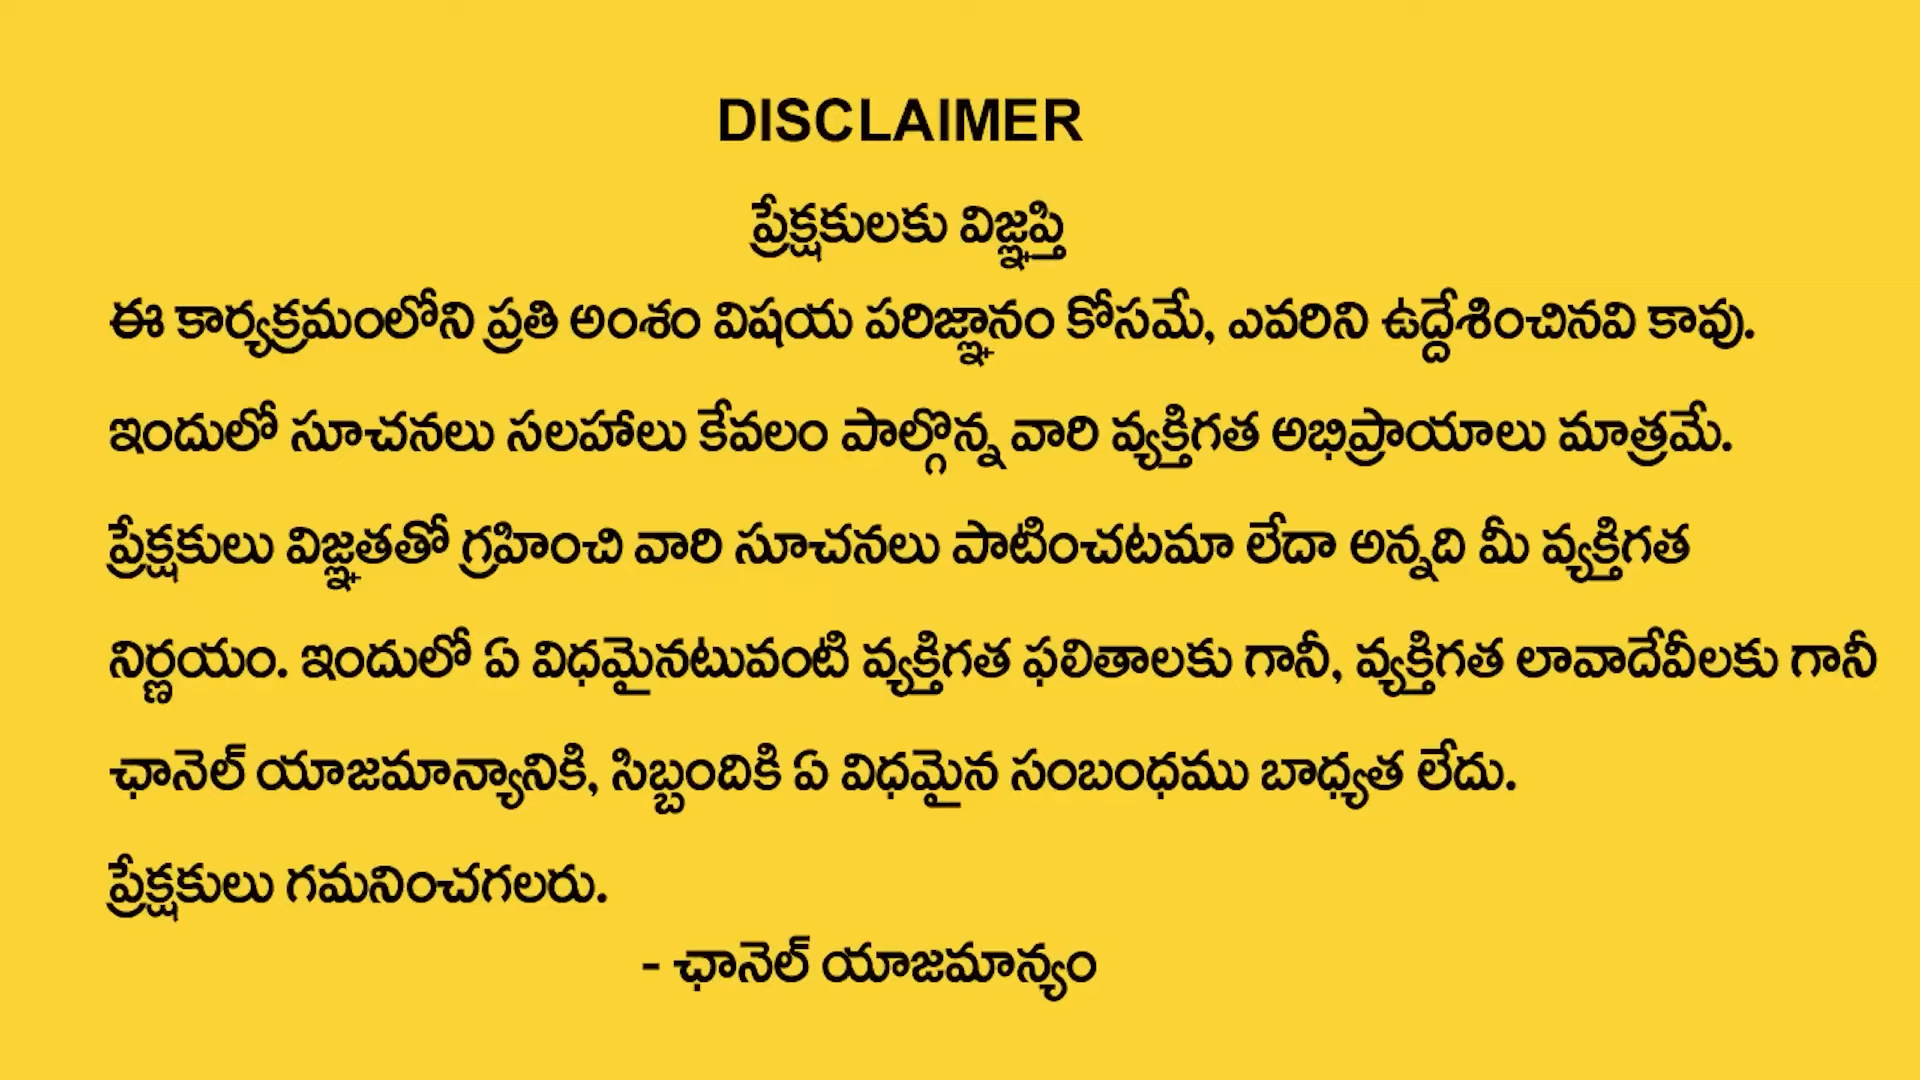 DISCLAIMER
ప్రేక్షకులకు విజ్ఞప్తి
ఈ కార్యక్రమంలోని ప్రతి అంశం విషయ పరిజ్ఞానం కోసమే, ఎవరిని ఉద్దేశించినవి కావు.
ఇందులో సూచనలు సలహాలు కేవలం పాల్గొన్న వారి వ్యక్తిగత అభిప్రాయాలు మాత్రమే.
ప్రేక్షకులు విజ్ఞతతో గ్రహించి వారి సూచనలు పాటించటమా లేదా అన్నది మీ వ్యక్తిగత
నిర్ణయం. ఇందులో ఏ విధమైనటువంటి వ్యక్తిగత ఫలితాలకు గానీ, వ్యక్తిగత లావాదేవీలకు గానీ
ఛానెల్ యాజమాన్యానికి, సిబ్బందికి ఏ విధమైన సంబంధము బాధ్యత లేదు.
ప్రేక్షకులు గమనించగలరు.
- ఛానెల్ యాజమాన్యం